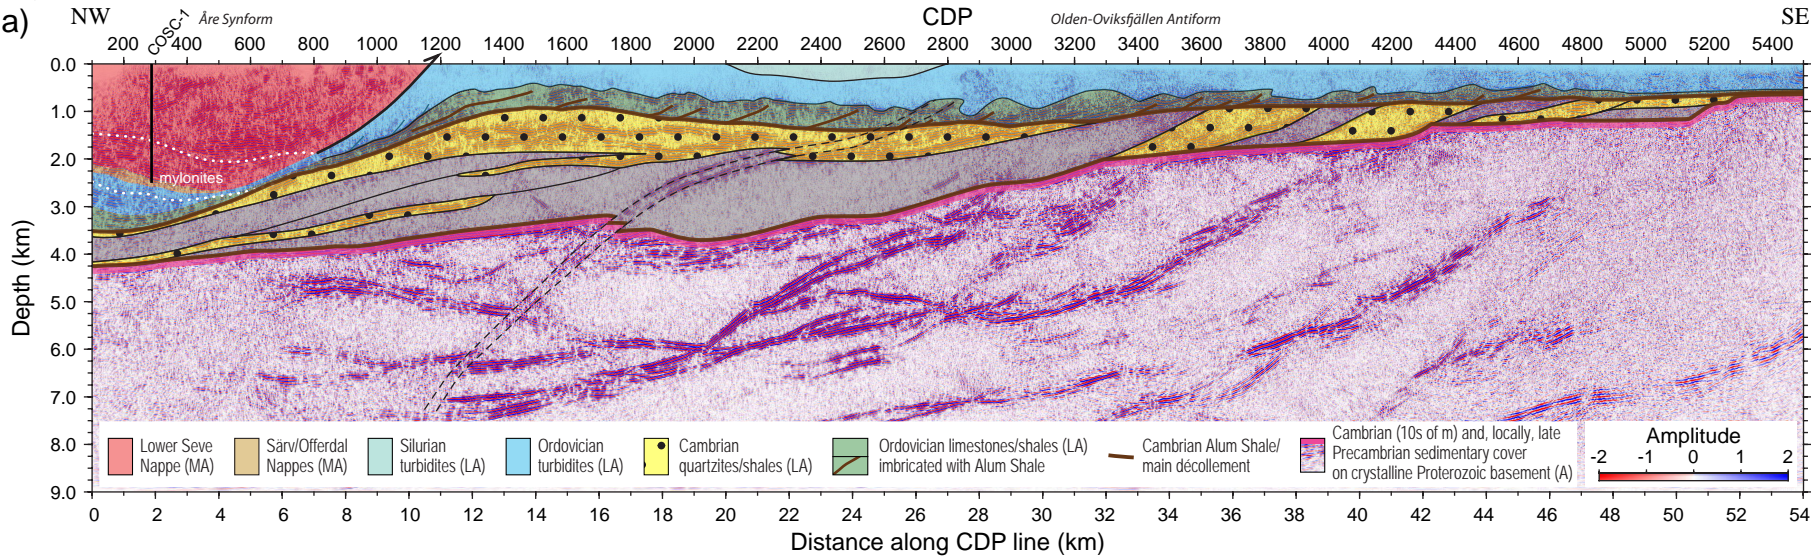 a)
NW
COSC-1
Åre Synform
CDP
Olden-Oviksfjällen Antiform
SE
200 400 600 800 1000 1200 1400 1600 1800 2000 2200 2400 2600 2800 3000 3200 3400 3600 3800 4000 4200 4400 4600 4800 5000 5200 5400
Depth (km)
0.0
1.0
2.0
3.0
4.0
5.0
6.0
7.0
8.0
9.0
mylonites
Lower Seve
Nappe (MA)
Särv/Offerdal
Nappes (MA)
Silurian
turbidites (LA)
Ordovician
turbidites (LA)
Cambrian
quartzites/shales (LA)
Ordovician limestones/shales (LA)
imbricated with Alum Shale
Cambrian Alum Shale/
main décollement
Cambrian (10s of m) and, locally, late
Precambrian sedimentary cover
on crystalline Proterozoic basement (A)
Amplitude
-2 -1 0 1 2
0 2 4 6 8 10 12 14 16 18 20 22 24 26 28 30 32 34 36 38 40 42 44 46 48 50 52 54
Distance along CDP line (km)